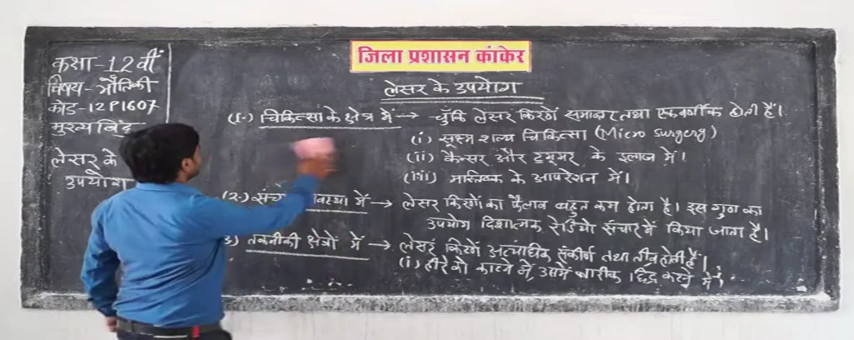 जिला प्रशासन कांकेर
कक्षा - 12वीं
विषय - भौतिकी
कोड - 12P1607
मुख्य बिंदु
लेसर के
उपयोग
लेसर के उपयोग
(1-) चिकित्सा के क्षेत्र में → चूँकि लेसर किरणें समान्तर तथा एकवर्णीक होती हैं।
(i) सूक्ष्म शल्य चिकित्सा (Micro surgery)
(ii) केन्सर और ट्यूमर के इलाज में।
(iii) मास्तिष्क के आपरेशन में।
(2-) में → लेसर किरणों का फैलाव बहुत कम होता है। इस गुण का
उपयोग दिशात्मक रेडियो संचार में किया जाता है।
3) तकनीकी क्षेत्रों में → लेसर किरणें अत्याधिक संकीर्ण तथा तीव्र होती हैं।
(i) हीरे को काटने में, उसमें बारीक छिद्र करने में।